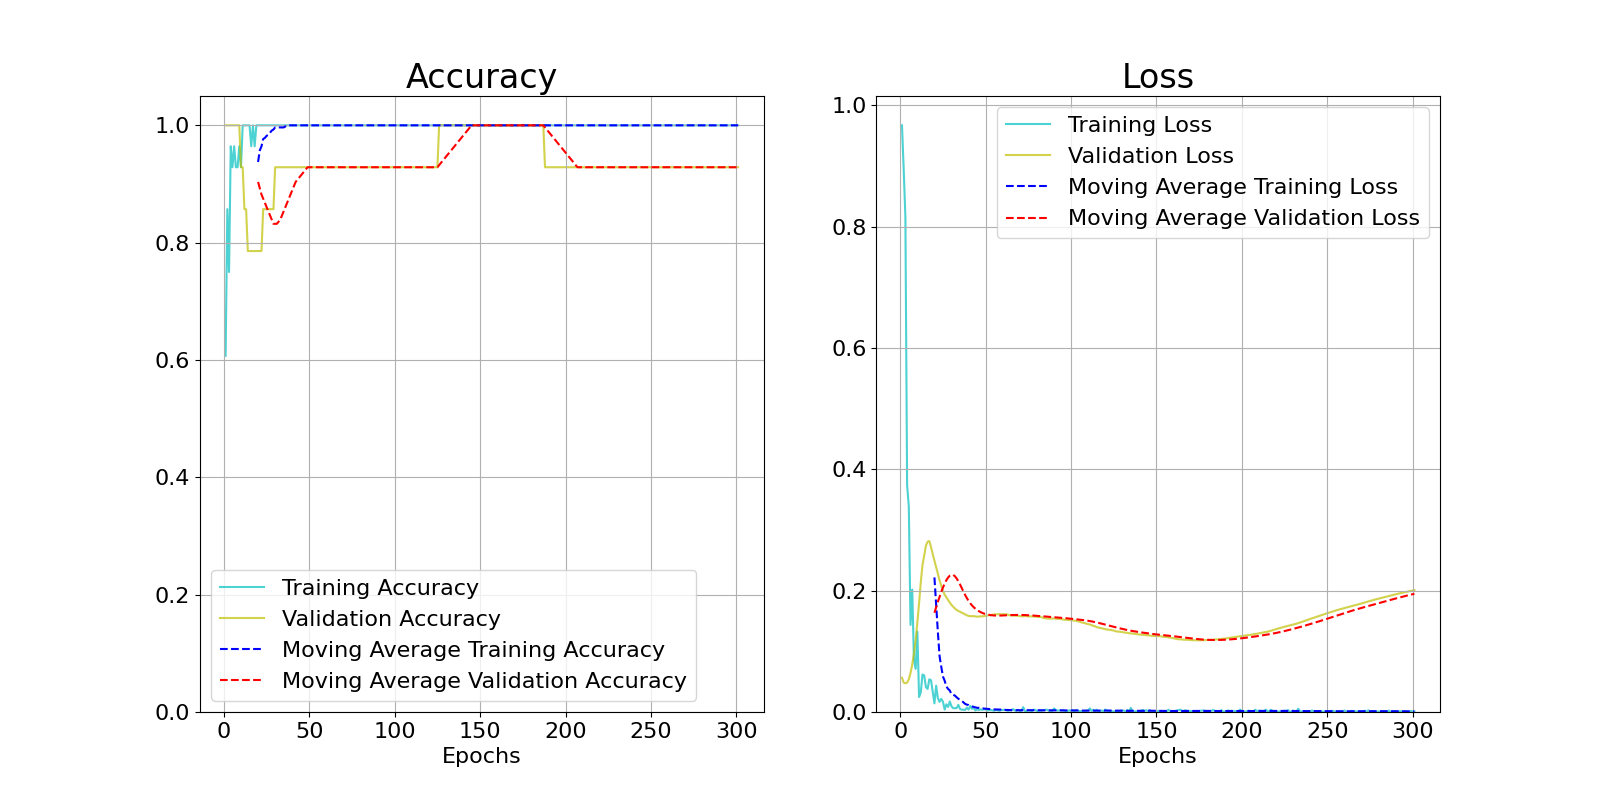 Accuracy
1.0
0.8
0.6
0.4
0.2
0.0
Training Accuracy
Validation Accuracy
Moving Average Training Accuracy
Moving Average Validation Accuracy
0 50 100 150 200 250 300
Epochs
Loss
1.0
0.8
0.6
0.4
0.2
0.0
Training Loss
Validation Loss
Moving Average Training Loss
Moving Average Validation Loss
0 50 100 150 200 250 300
Epochs